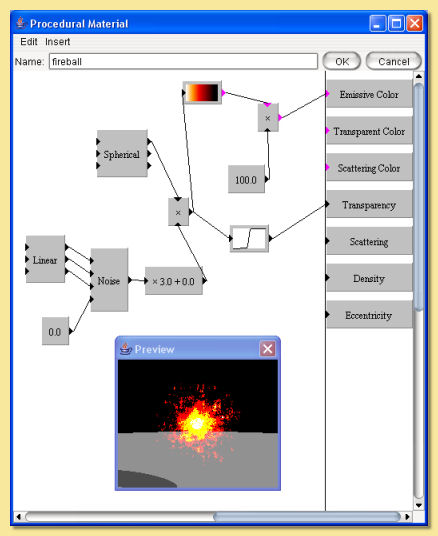 Procedural Material
Edit Insert
Name: fireball OK Cancel
Emissive Color
×
Transparent Color
Spherical
Scattering Color
100.0
Transparency
×
Scattering
Linear
Noise
× 3.0 + 0.0
Density
0.0
Eccentricity
Preview